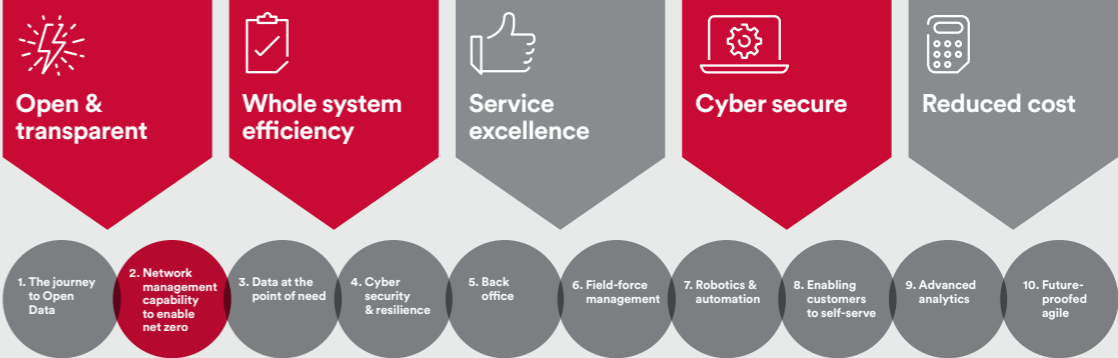 Open &
transparent
Whole system
efficiency
Service
excellence
Cyber secure
Reduced cost
1. The journey
to Open
Data
2. Network
management
capability
to enable
net zero
3. Data at the
point of need
4. Cyber
security
& resilience
5. Back
office
6. Field-force
management
7. Robotics &
automation
8. Enabling
customers
to self-serve
9. Advanced
analytics
10. Future-
proofed
agile